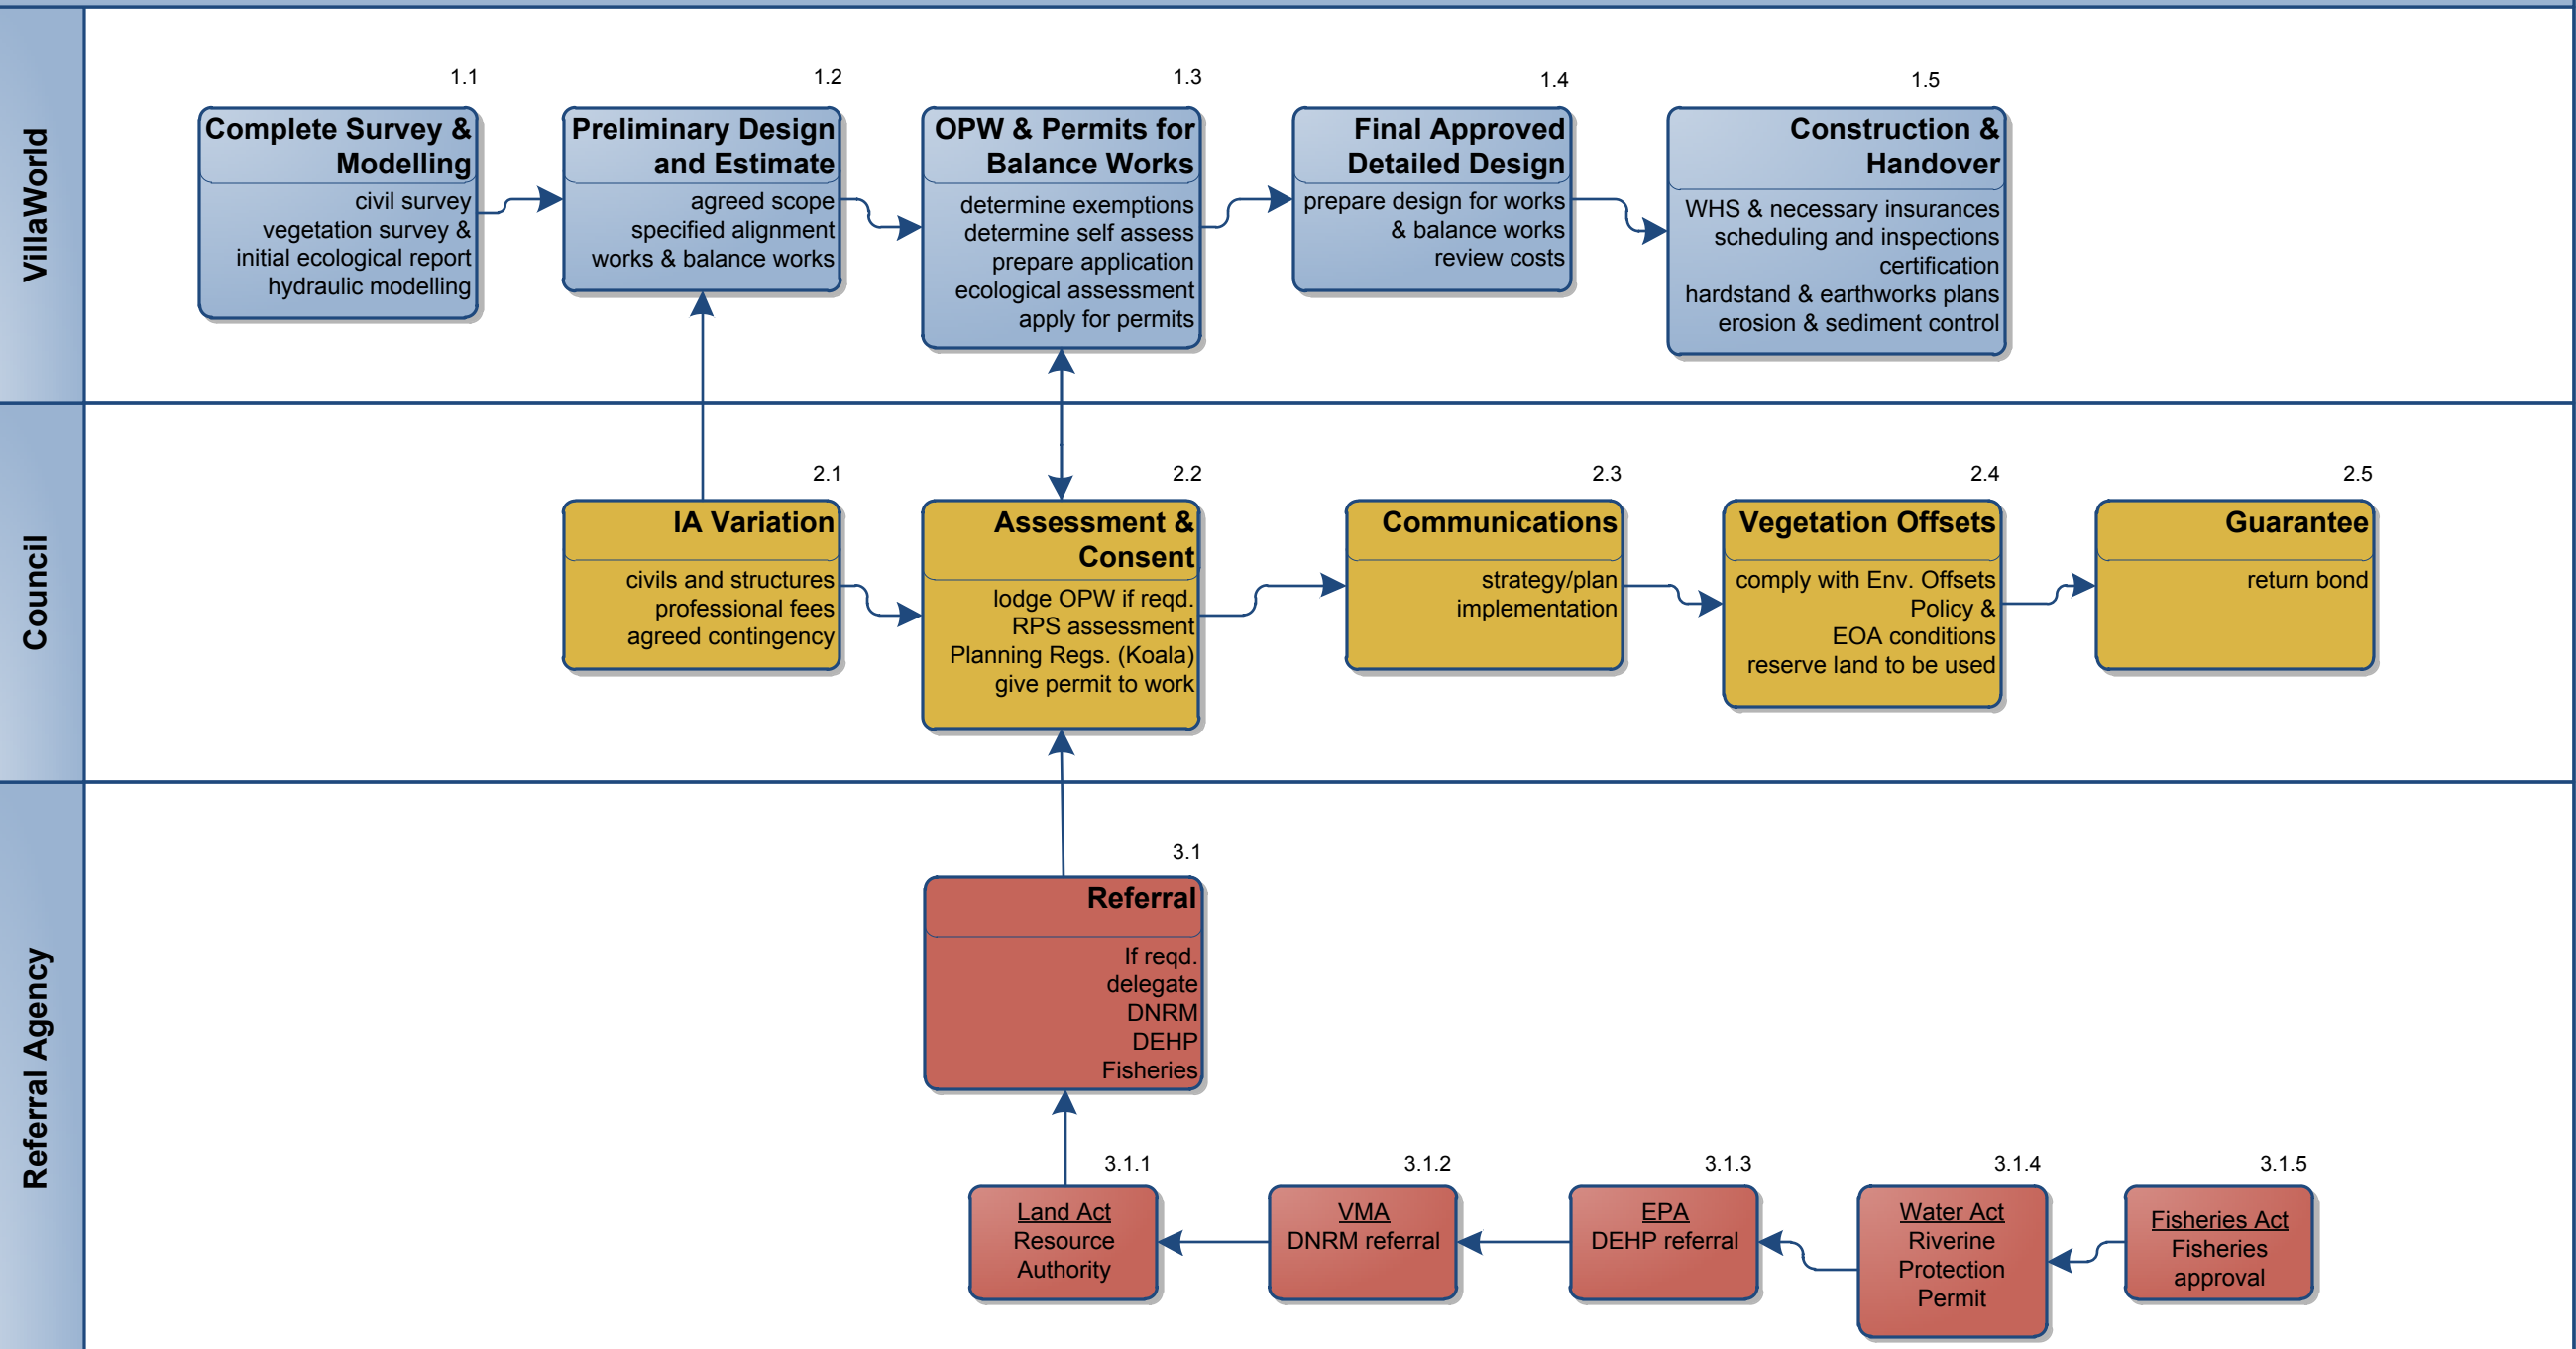 VillaWorld
1.1
Complete Survey &
Modelling
civil survey
vegetation survey &
initial ecological report
hydraulic modelling
1.2
Preliminary Design
and Estimate
agreed scope
specified alignment
works & balance works
1.3
OPW & Permits for
Balance Works
determine exemptions
determine self assess
prepare application
ecological assessment
apply for permits
1.4
Final Approved
Detailed Design
prepare design for works
& balance works
review costs
1.5
Construction &
Handover
WHS & necessary insurances
scheduling and inspections
certification
hardstand & earthworks plans
erosion & sediment control
Council
2.1
IA Variation
civils and structures
professional fees
agreed contingency
2.2
Assessment &
Consent
lodge OPW if reqd.
RPS assessment
Planning Regs. (Koala)
give permit to work
2.3
Communications
strategy/plan
implementation
2.4
Vegetation Offsets
comply with Env. Offsets
Policy &
EOA conditions
reserve land to be used
2.5
Guarantee
return bond
Referral Agency
3.1
Referral
If reqd.
delegate
DNRM
DEHP
Fisheries
3.1.1
Land Act
Resource
Authority
3.1.2
VMA
DNRM referral
3.1.3
EPA
DEHP referral
3.1.4
Water Act
Riverine
Protection
Permit
3.1.5
Fisheries Act
Fisheries
approval